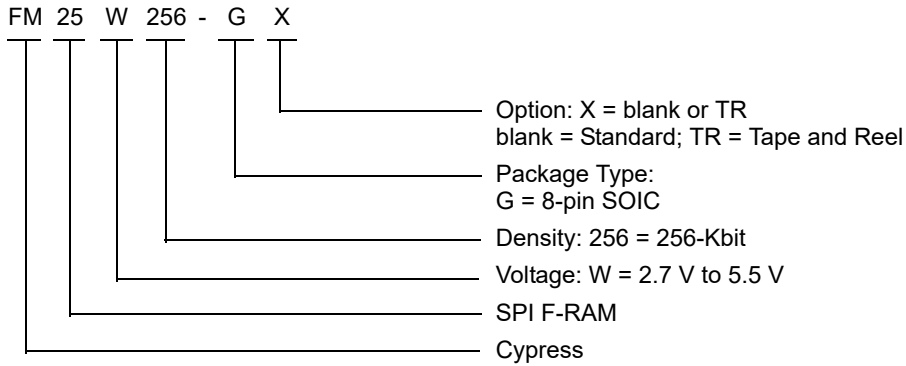 FM 25 W 256 - G X
Option: X = blank or TR
blank = Standard; TR = Tape and Reel
Package Type:
G = 8-pin SOIC
Density: 256 = 256-Kbit
Voltage: W = 2.7 V to 5.5 V
SPI F-RAM
Cypress